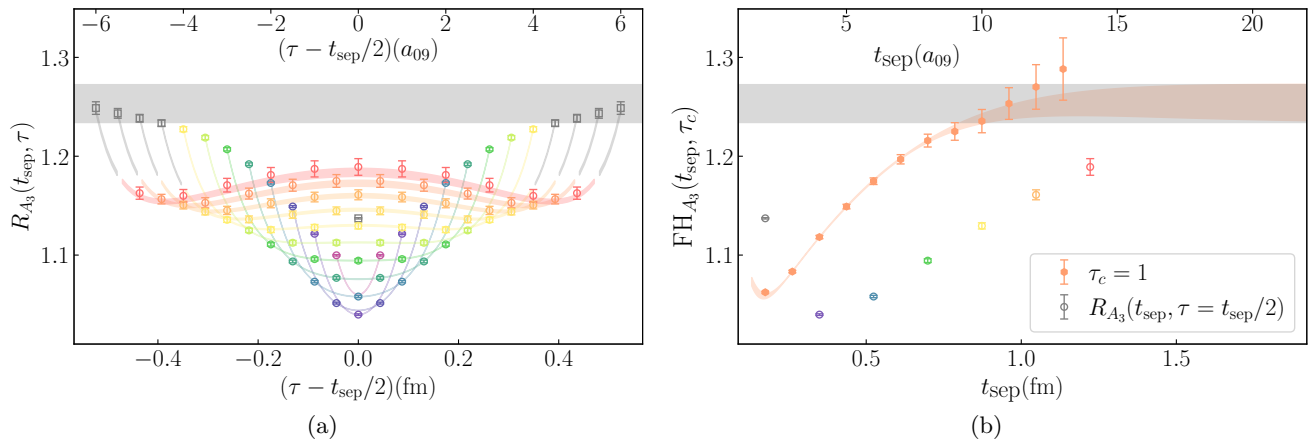 −6 −4 −2 0 2 4 6
(τ − t_sep/2)(a_09)
1.3
1.2
1.1
R_{A_3}(t_sep, τ)
−0.4 −0.2 0.0 0.2 0.4
(τ − t_sep/2)(fm)
(a)
5 10 15 20
t_sep(a_09)
1.3
1.2
1.1
FH_{A_3}(t_sep, τ_c)
τ_c = 1
R_{A_3}(t_sep, τ = t_sep/2)
0.5 1.0 1.5
t_sep(fm)
(b)